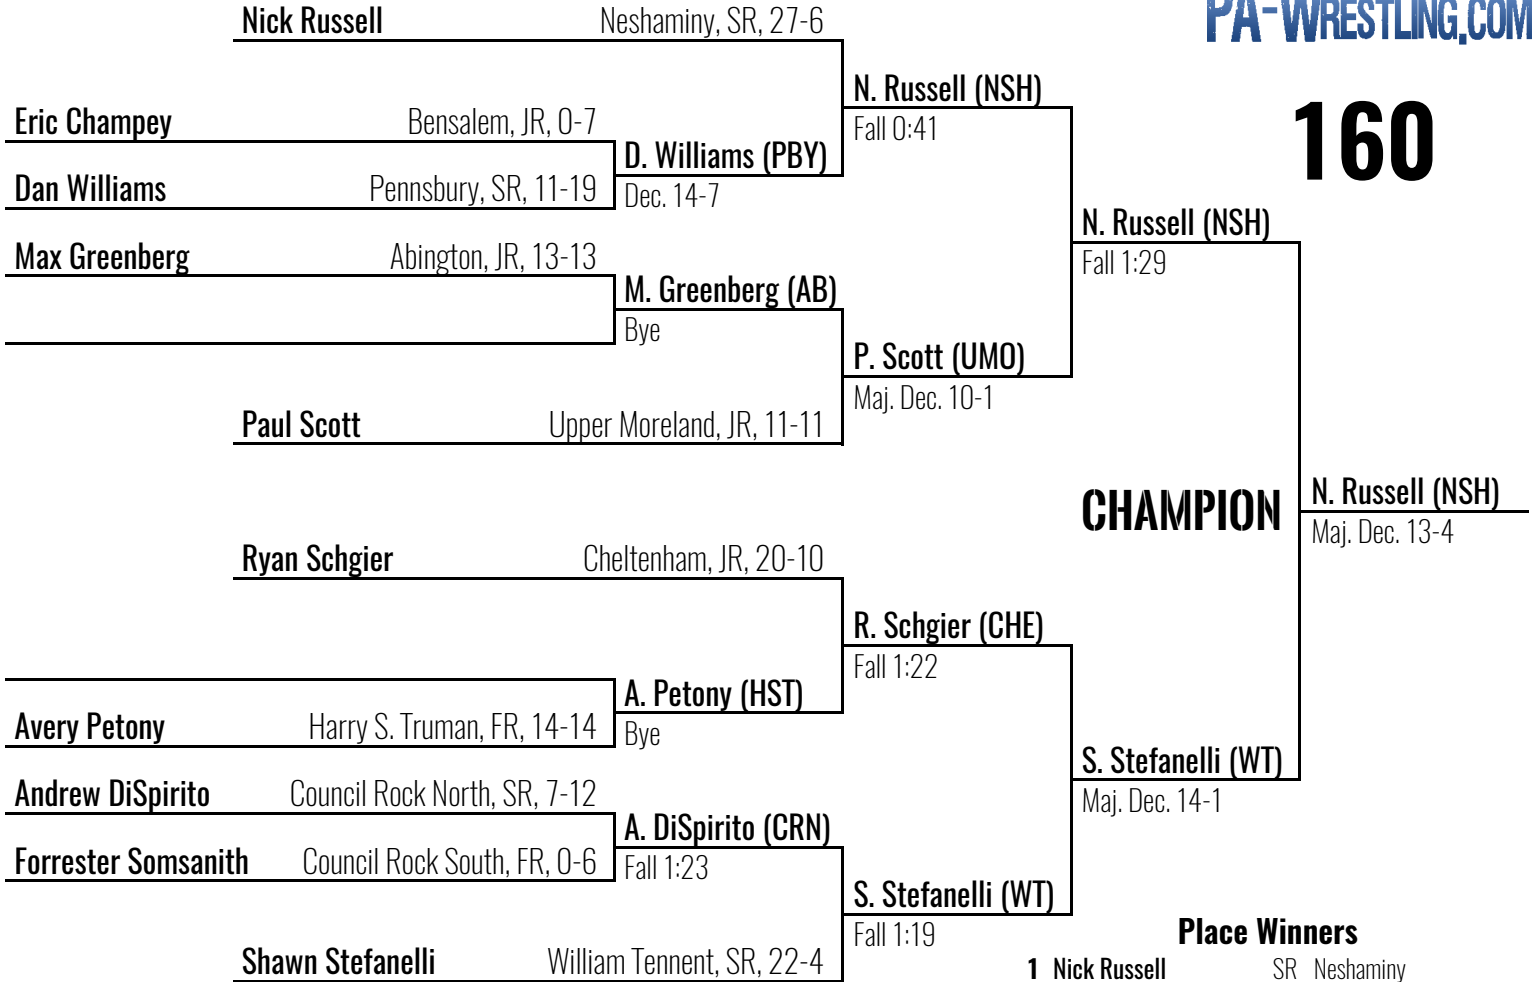 Nick Russell Neshaminy, SR, 27-6
PA-WRESTLING.COM
N. Russell (NSH)
Fall 0:41
160
Eric Champey Bensalem, JR, 0-7
D. Williams (PBY)
Dec. 14-7
Dan Williams Pennsbury, SR, 11-19
N. Russell (NSH)
Fall 1:29
Max Greenberg Abington, JR, 13-13
M. Greenberg (AB)
Bye
P. Scott (UMO)
Maj. Dec. 10-1
Paul Scott Upper Moreland, JR, 11-11
CHAMPION
N. Russell (NSH)
Maj. Dec. 13-4
Ryan Schgier Cheltenham, JR, 20-10
R. Schgier (CHE)
Fall 1:22
A. Petony (HST)
Bye
Avery Petony Harry S. Truman, FR, 14-14
S. Stefanelli (WT)
Maj. Dec. 14-1
Andrew DiSpirito Council Rock North, SR, 7-12
A. DiSpirito (CRN)
Fall 1:23
Forrester Somsanith Council Rock South, FR, 0-6
S. Stefanelli (WT)
Fall 1:19
Shawn Stefanelli William Tennent, SR, 22-4
Place Winners
1 Nick Russell SR Neshaminy